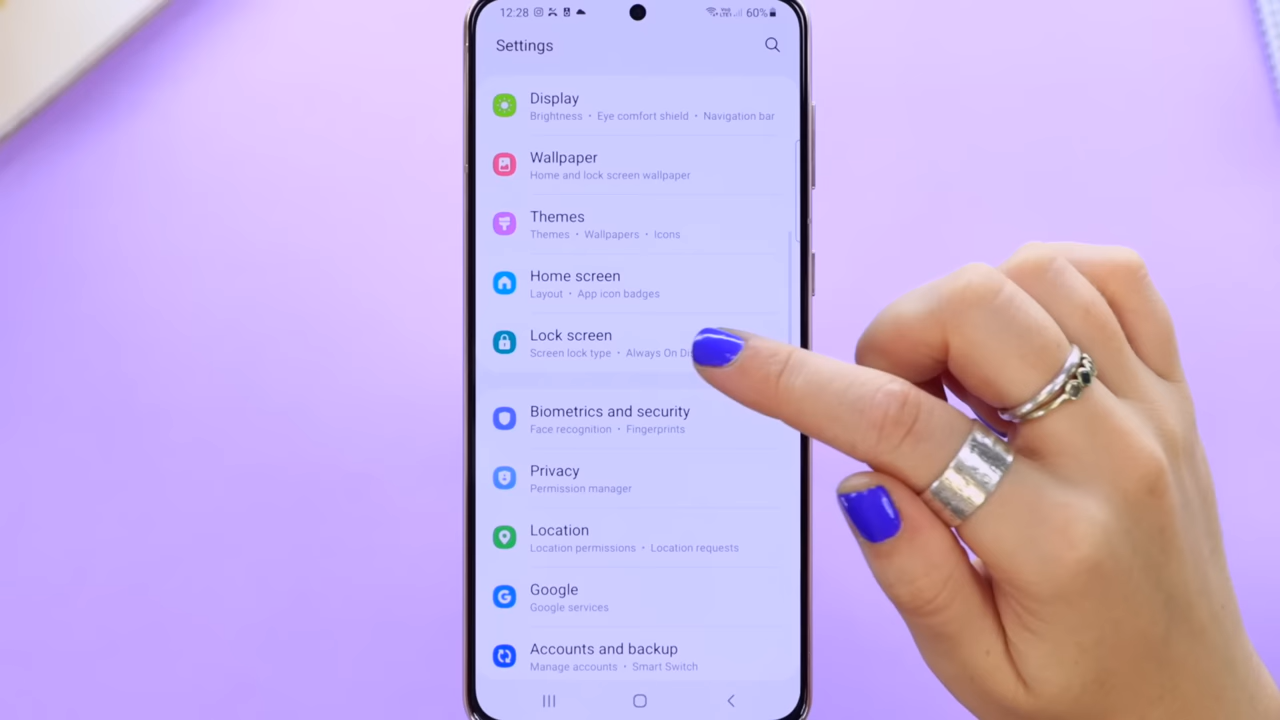 12:28 60%
Settings
Display
Brightness • Eye comfort shield • Navigation bar
Wallpaper
Home and lock screen wallpaper
Themes
Themes • Wallpapers • Icons
Home screen
Layout • App icon badges
Lock screen
Screen lock type • Always On
Biometrics and security
Face recognition • Fingerprints
Privacy
Permission manager
Location
Location permissions • Location requests
Google
Google services
Accounts and backup
Manage accounts • Smart Switch